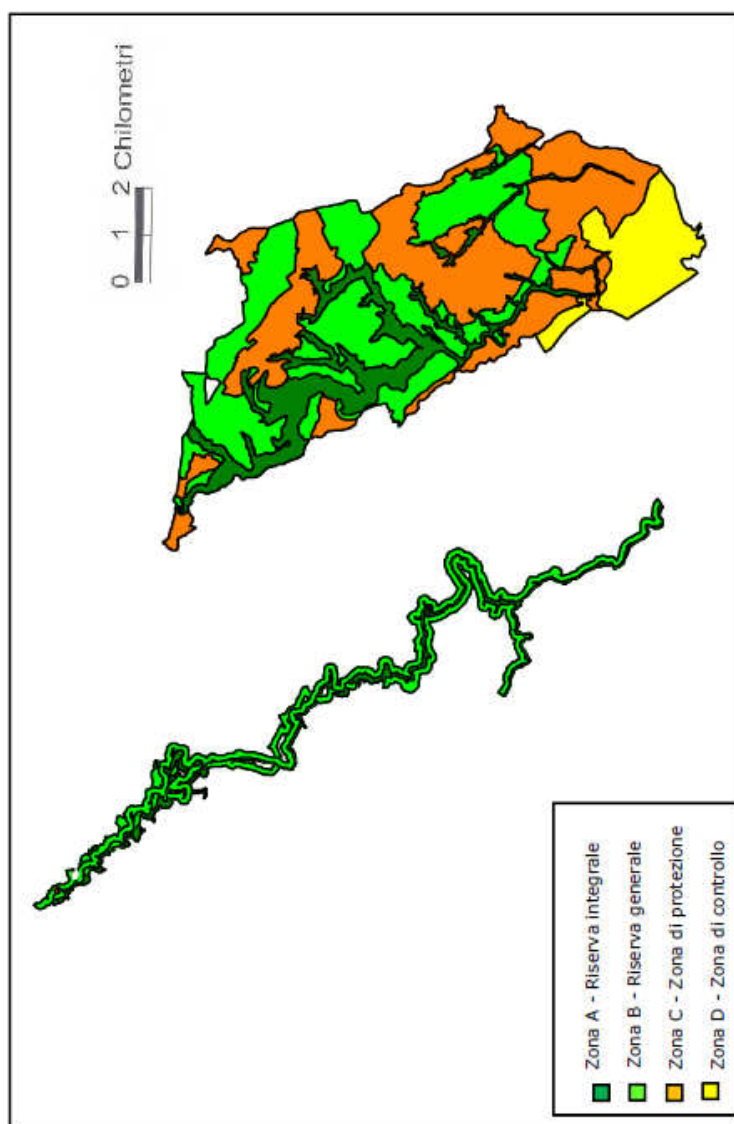 0 1 2 Chilometri
Zona A - Riserva integrale
Zona B - Riserva generale
Zona C - Zona di protezione
Zona D - Zona di controllo